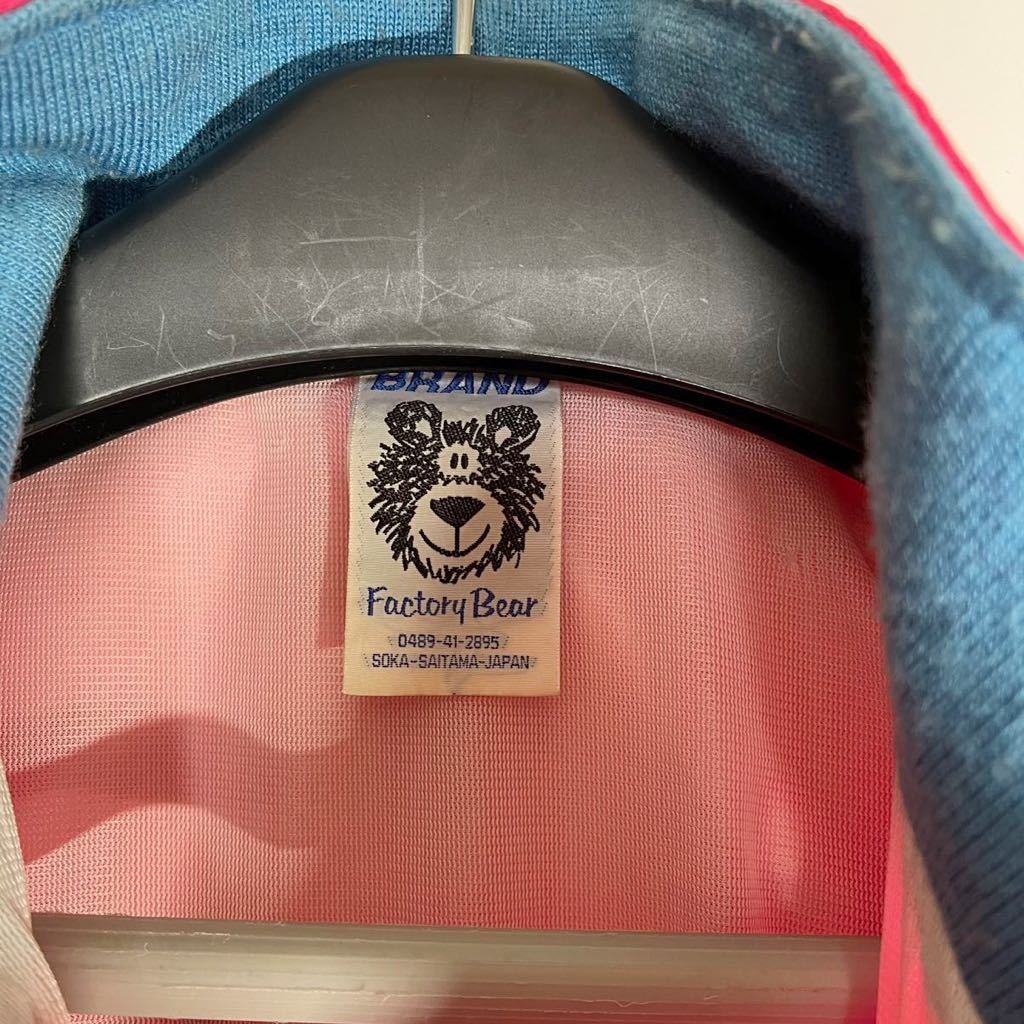 BRAND
Factory Bear
0489-41-2895
SOKA-SAITAMA-JAPAN